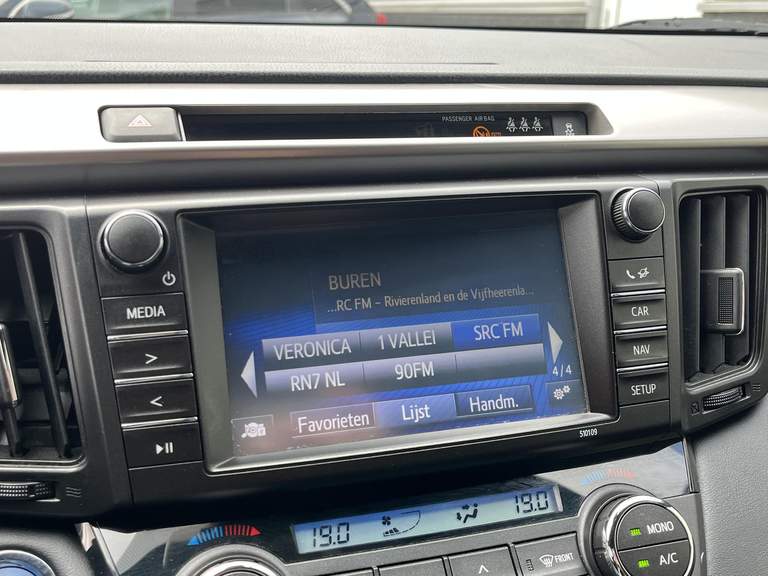 PASSENGER AIR BAG
BUREN
...RC FM – Rivierenland en de Vijfheerenla...
MEDIA
CAR
VERONICA 1 VALLEI SRC FM
NAV
RN7 NL 90FM 4 / 4
SETUP
Favorieten Lijst Handm.
510109
19.0 19.0
MONO
FRONT
A/C